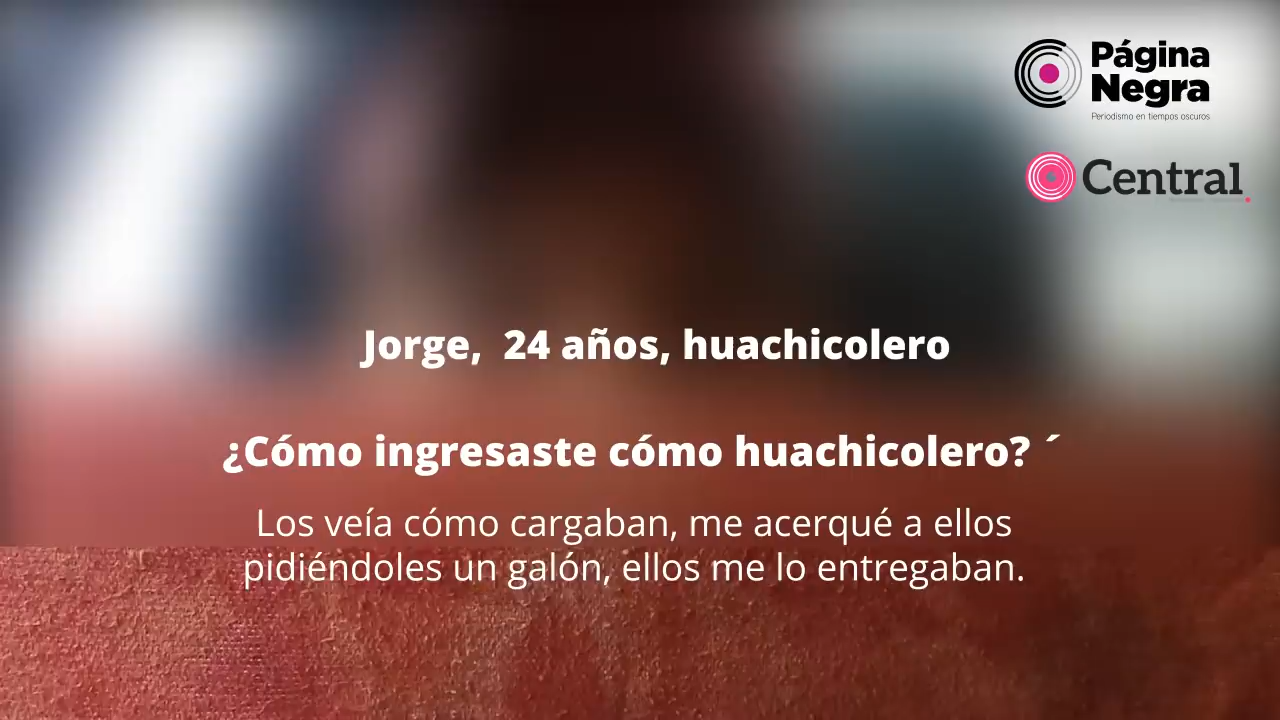 Página
Negra
Periodismo en tiempos oscuros
Central
Jorge, 24 años, huachicolero
¿Cómo ingresaste cómo huachicolero? ´
Los veía cómo cargaban, me acerqué a ellos
pidiéndoles un galón, ellos me lo entregaban.